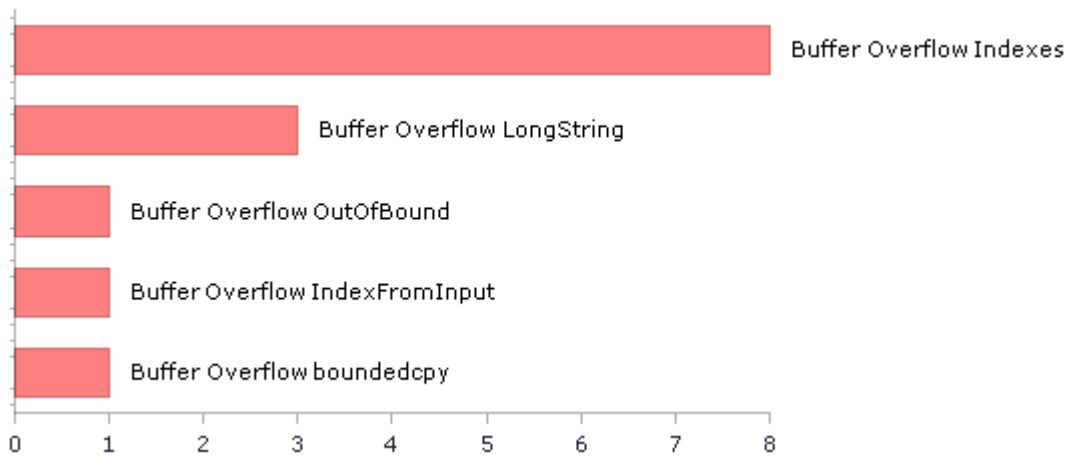 Buffer Overflow Indexes
Buffer Overflow LongString
Buffer Overflow OutOfBound
Buffer Overflow IndexFromInput
Buffer Overflow boundedcpy
0 1 2 3 4 5 6 7 8